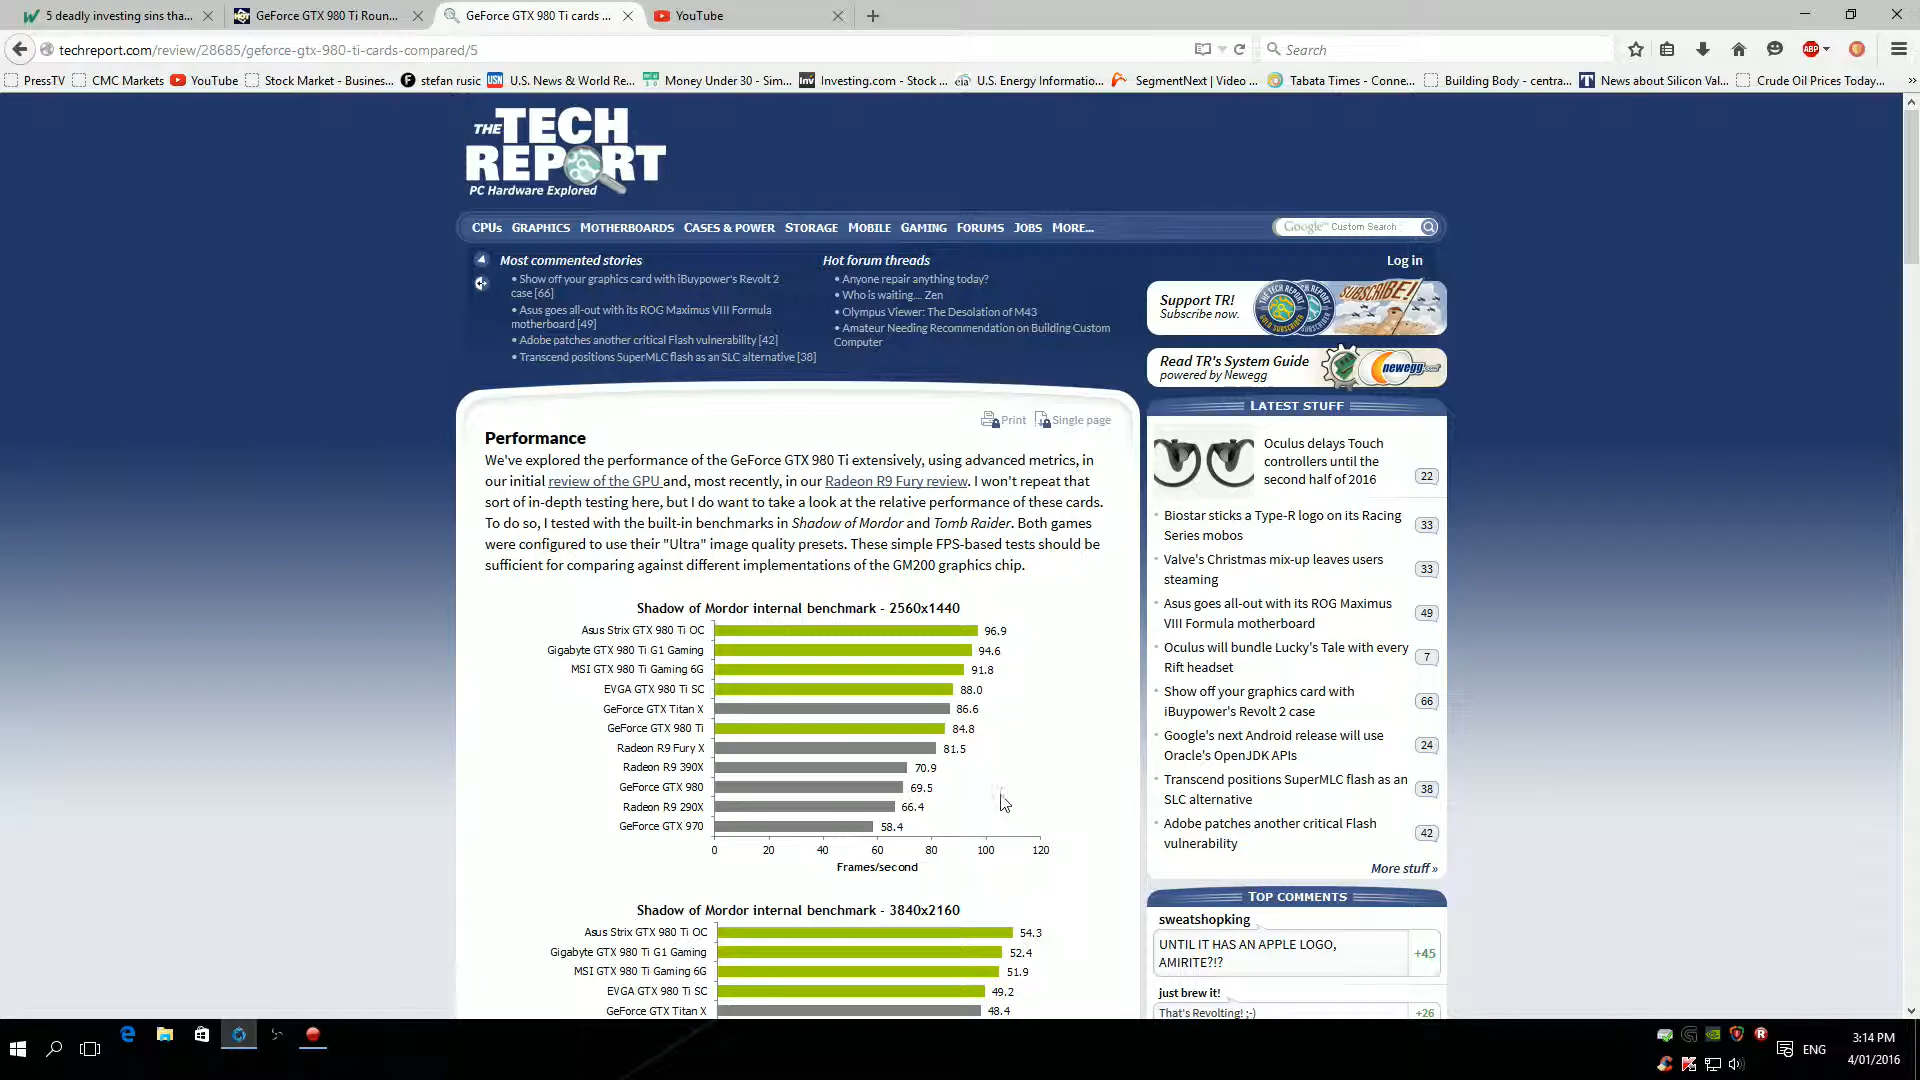 5 deadly investing sins tha...
GeForce GTX 980 Ti Roun...
GeForce GTX 980 Ti cards ...
YouTube
techreport.com/review/28685/geforce-gtx-980-ti-cards-compared/5
Search
ABP
PressTV
CMC Markets
YouTube
Stock Market - Busines...
stefan rusic
U.S. News & World Re...
Money Under 30 - Sim...
Investing.com - Stock ...
U.S. Energy Informatio...
SegmentNext | Video ...
Tabata Times - Conne...
Building Body - centra...
News about Silicon Val...
Crude Oil Prices Today...
THE TECH
REPORT
PC Hardware Explored
CPUs GRAPHICS MOTHERBOARDS CASES & POWER STORAGE MOBILE GAMING FORUMS JOBS MORE...
Google™ Custom Search
Most commented stories
• Show off your graphics card with iBuypower's Revolt 2
case [66]
• Asus goes all-out with its ROG Maximus VIII Formula
motherboard [49]
• Adobe patches another critical Flash vulnerability [42]
• Transcend positions SuperMLC flash as an SLC alternative [38]
Hot forum threads
• Anyone repair anything today?
• Who is waiting... Zen
• Olympus Viewer: The Desolation of M43
• Amateur Needing Recommendation on Building Custom
Computer
Log in
Support TR!
Subscribe now.
SUBSCRIBE!
Read TR's System Guide
powered by Newegg
newegg.com
Print
Single page
Performance
We've explored the performance of the GeForce GTX 980 Ti extensively, using advanced metrics, in
our initial review of the GPU and, most recently, in our Radeon R9 Fury review. I won't repeat that
sort of in-depth testing here, but I do want to take a look at the relative performance of these cards.
To do so, I tested with the built-in benchmarks in Shadow of Mordor and Tomb Raider. Both games
were configured to use their "Ultra" image quality presets. These simple FPS-based tests should be
sufficient for comparing against different implementations of the GM200 graphics chip.
Shadow of Mordor internal benchmark - 2560x1440
Asus Strix GTX 980 Ti OC 96.9
Gigabyte GTX 980 Ti G1 Gaming 94.6
MSI GTX 980 Ti Gaming 6G 91.8
EVGA GTX 980 Ti SC 88.0
GeForce GTX Titan X 86.6
GeForce GTX 980 Ti 84.8
Radeon R9 Fury X 81.5
Radeon R9 390X 70.9
GeForce GTX 980 69.5
Radeon R9 290X 66.4
GeForce GTX 970 58.4
0 20 40 60 80 100 120
Frames/second
Shadow of Mordor internal benchmark - 3840x2160
Asus Strix GTX 980 Ti OC 54.3
Gigabyte GTX 980 Ti G1 Gaming 52.4
MSI GTX 980 Ti Gaming 6G 51.9
EVGA GTX 980 Ti SC 49.2
GeForce GTX Titan X 48.4
LATEST STUFF
Oculus delays Touch
controllers until the
second half of 2016 22
Biostar sticks a Type-R logo on its Racing
Series mobos 33
Valve's Christmas mix-up leaves users
steaming 33
Asus goes all-out with its ROG Maximus
VIII Formula motherboard 49
Oculus will bundle Lucky's Tale with every
Rift headset 7
Show off your graphics card with
iBuypower's Revolt 2 case 66
Google's next Android release will use
Oracle's OpenJDK APIs 24
Transcend positions SuperMLC flash as an
SLC alternative 38
Adobe patches another critical Flash
vulnerability 42
More stuff »
TOP COMMENTS
sweatshopking
UNTIL IT HAS AN APPLE LOGO,
AMIRITE?!? +45
just brew it!
That's Revolting! ;-) +26
ENG
3:14 PM
4/01/2016